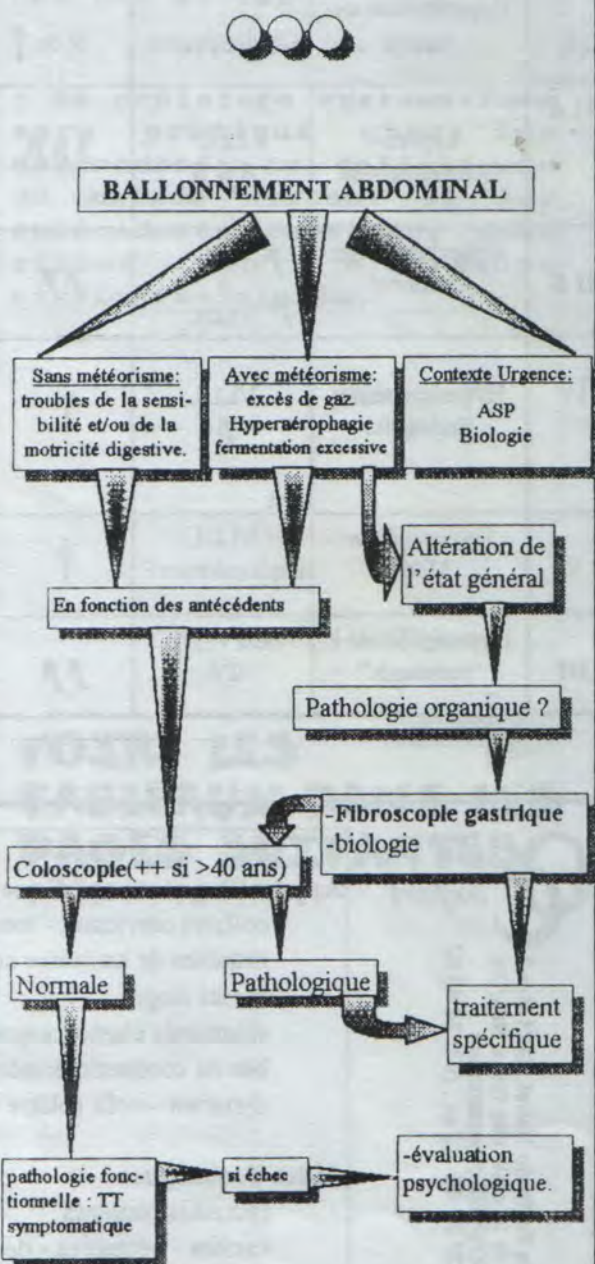 BALLONNEMENT ABDOMINAL
Sans météorisme:
troubles de la sensi-
bilité et/ou de la
motricité digestive.
Avec météorisme:
excès de gaz.
Hyperaérophagie
fermentation excessive
Contexte Urgence:
ASP
Biologie
Altération de
l'état général
En fonction des antécédents
Pathologie organique ?
-Fibroscopie gastrique
-biologie
Coloscopie(++ si >40 ans)
Normale
Pathologique
traitement
spécifique
pathologie fonc-
tionnelle : TT
symptomatique
si échec
-évaluation
psychologique.